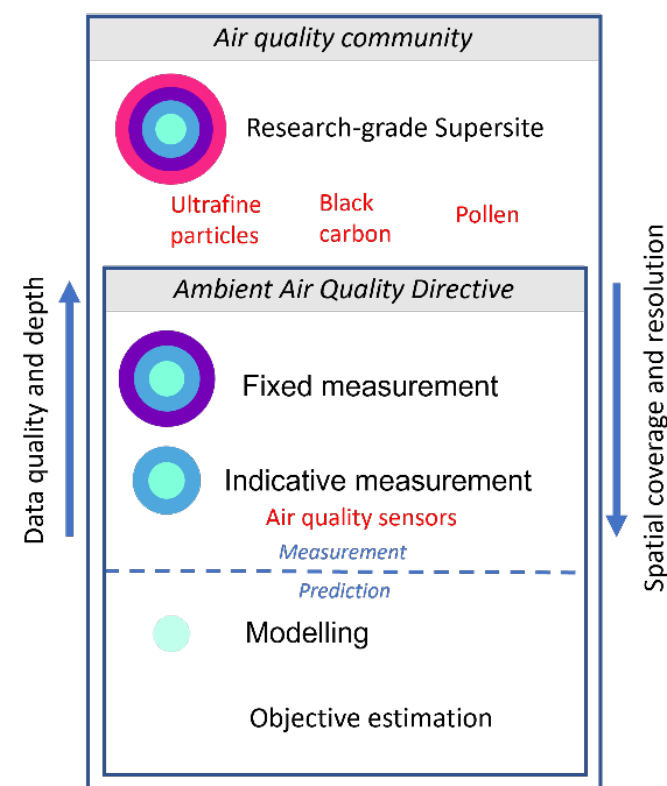 Air quality community
Research-grade Supersite
Ultrafine
particles
Black
carbon
Pollen
Data quality and depth
Spatial coverage and resolution
Ambient Air Quality Directive
Fixed measurement
Indicative measurement
Air quality sensors
Measurement
Prediction
Modelling
Objective estimation